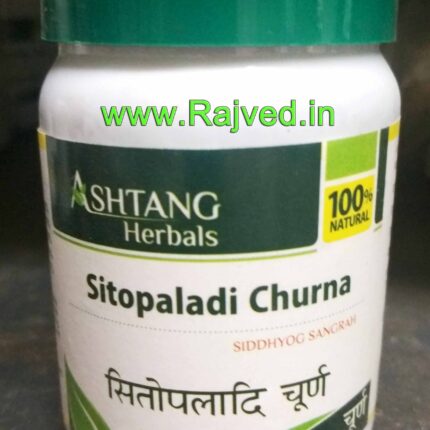 www.Rajved.in
ASHTANG
Herbals
100%
NATURAL
Sitopaladi Churna
SIDDHYOG SANGRAH
सितोपलादि चूर्ण
चूर्ण